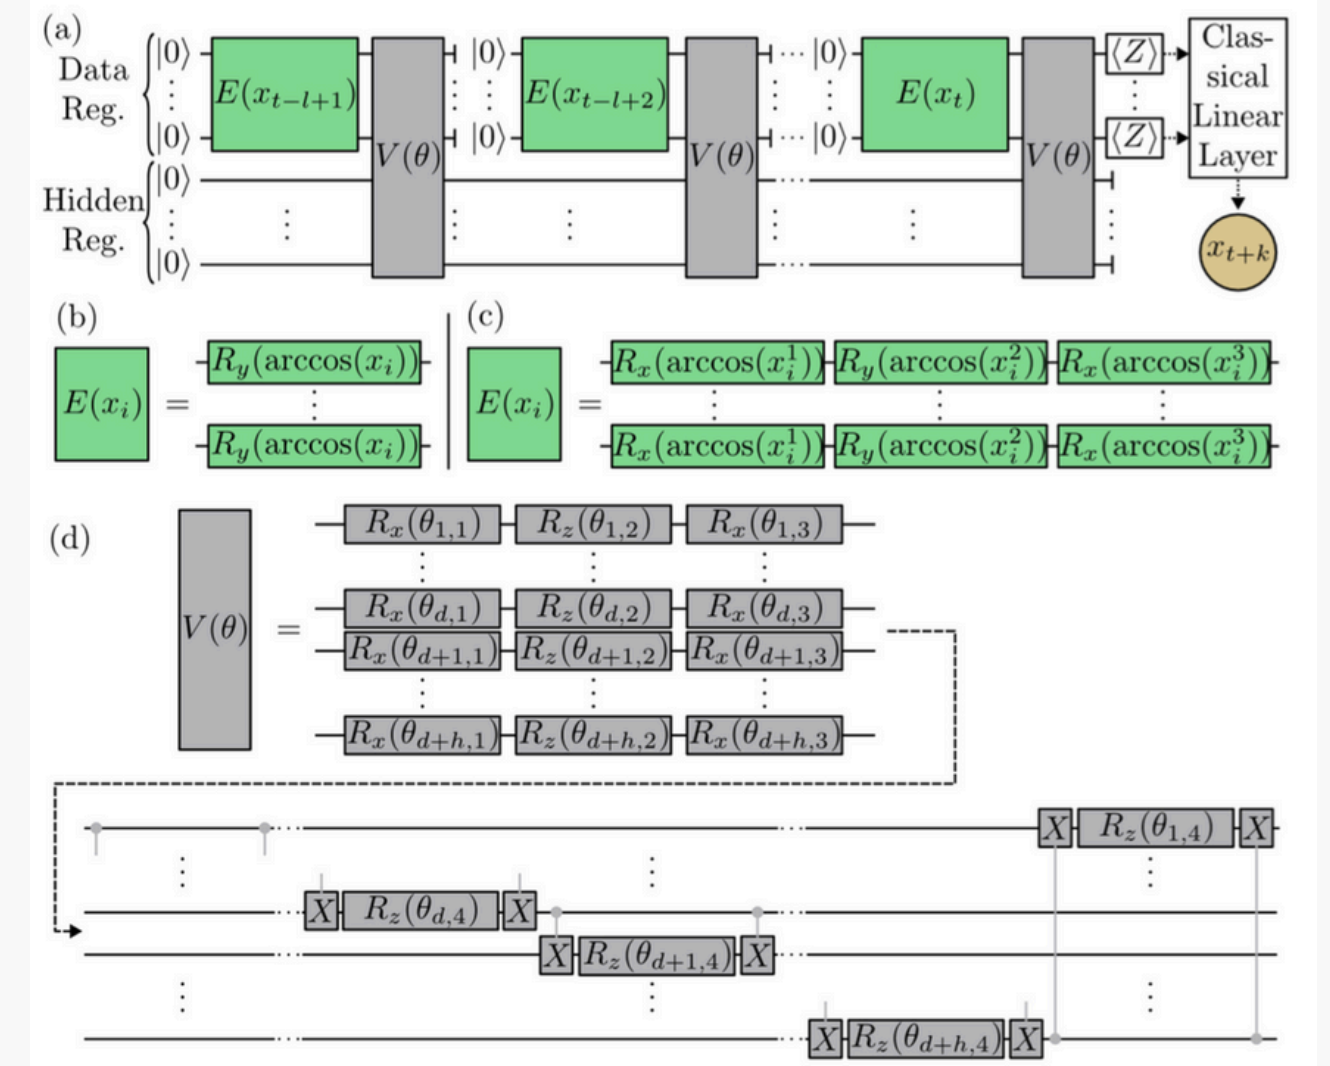 (a)
Data
Reg.
Hidden
Reg.
|0⟩ E(x_{t−l+1}) |0⟩ E(x_{t−l+2}) ··· |0⟩ E(x_t) ⟨Z⟩
|0⟩ V(θ) |0⟩ V(θ) ··· |0⟩ V(θ) ⟨Z⟩
|0⟩ ···
|0⟩ ···
Clas-
sical
Linear
Layer
x_{t+k}
(b)
E(x_i) =
R_y(arccos(x_i))
R_y(arccos(x_i))
(c)
E(x_i) =
R_x(arccos(x_i^1)) R_y(arccos(x_i^2)) R_x(arccos(x_i^3))
R_x(arccos(x_i^1)) R_y(arccos(x_i^2)) R_x(arccos(x_i^3))
(d)
V(θ) =
R_x(θ_{1,1}) R_z(θ_{1,2}) R_x(θ_{1,3})
R_x(θ_{d,1}) R_z(θ_{d,2}) R_x(θ_{d,3})
R_x(θ_{d+1,1}) R_z(θ_{d+1,2}) R_x(θ_{d+1,3})
R_x(θ_{d+h,1}) R_z(θ_{d+h,2}) R_x(θ_{d+h,3})
X R_z(θ_{1,4}) X
X R_z(θ_{d,4}) X
X R_z(θ_{d+1,4}) X
X R_z(θ_{d+h,4}) X